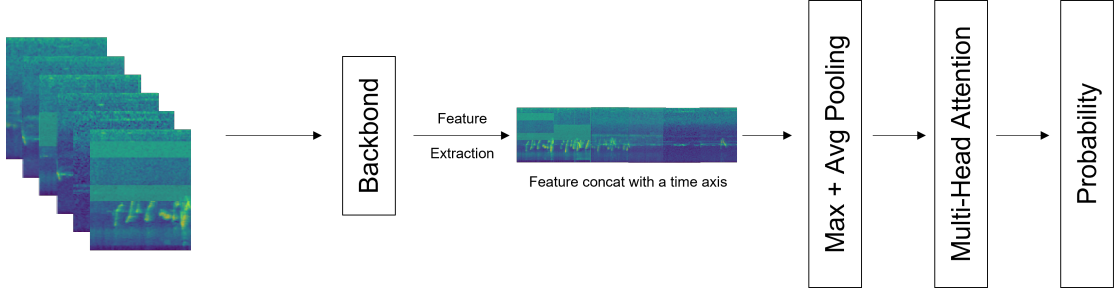 Backbond
Feature
Extraction
Feature concat with a time axis
Max + Avg Pooling
Multi-Head Attention
Probability